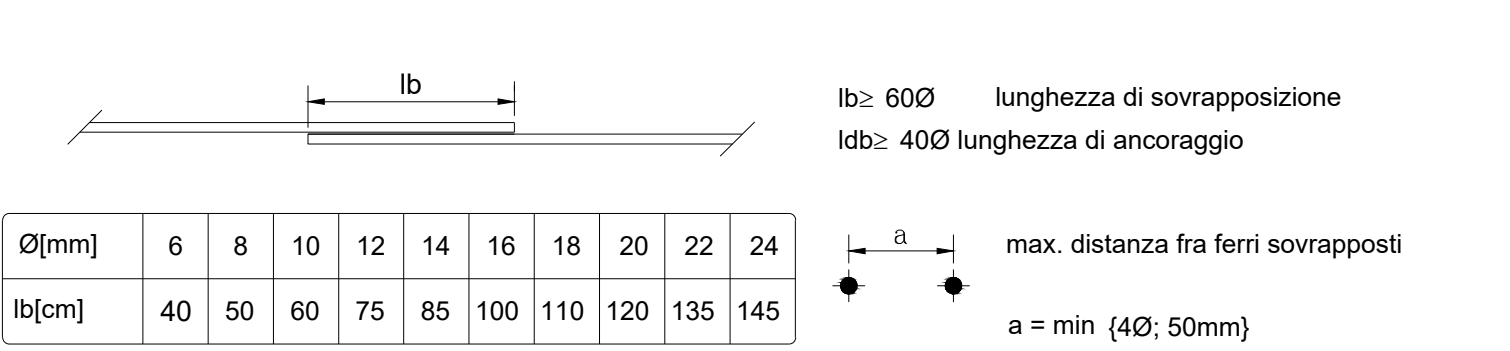 lb
lb≥ 60Ø lunghezza di sovrapposizione
ldb≥ 40Ø lunghezza di ancoraggio
Ø[mm] 6 8 10 12 14 16 18 20 22 24
lb[cm] 40 50 60 75 85 100 110 120 135 145
a
max. distanza fra ferri sovrapposti
a = min {4Ø; 50mm}